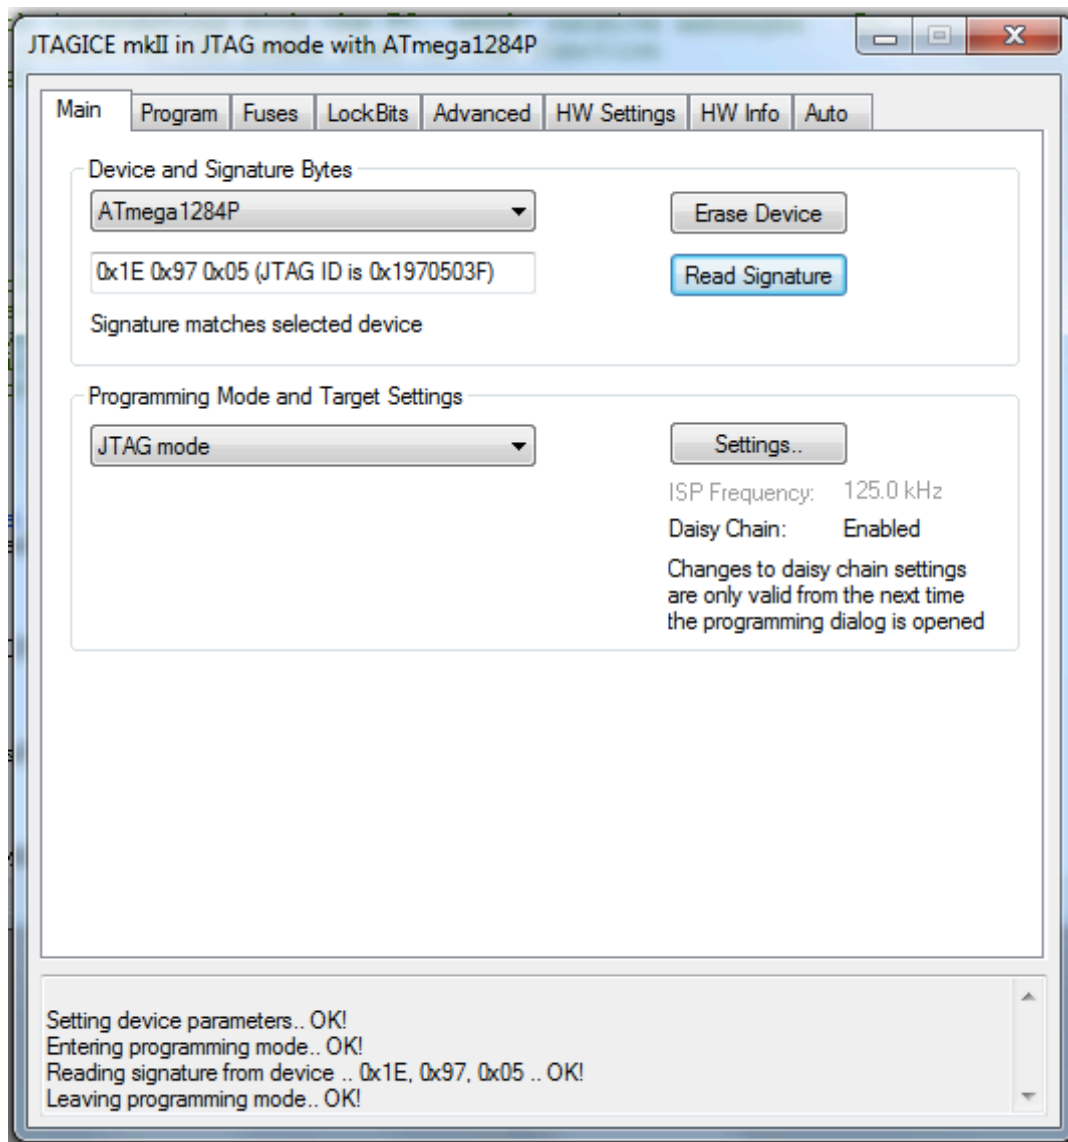 JTAGICE mkII in JTAG mode with ATmega1284P
Main Program Fuses LockBits Advanced HW Settings HW Info Auto
Device and Signature Bytes
ATmega1284P
Erase Device
0x1E 0x97 0x05 (JTAG ID is 0x1970503F)
Read Signature
Signature matches selected device
Programming Mode and Target Settings
JTAG mode
Settings..
ISP Frequency: 125.0 kHz
Daisy Chain: Enabled
Changes to daisy chain settings
are only valid from the next time
the programming dialog is opened
Setting device parameters.. OK!
Entering programming mode.. OK!
Reading signature from device .. 0x1E, 0x97, 0x05 .. OK!
Leaving programming mode.. OK!